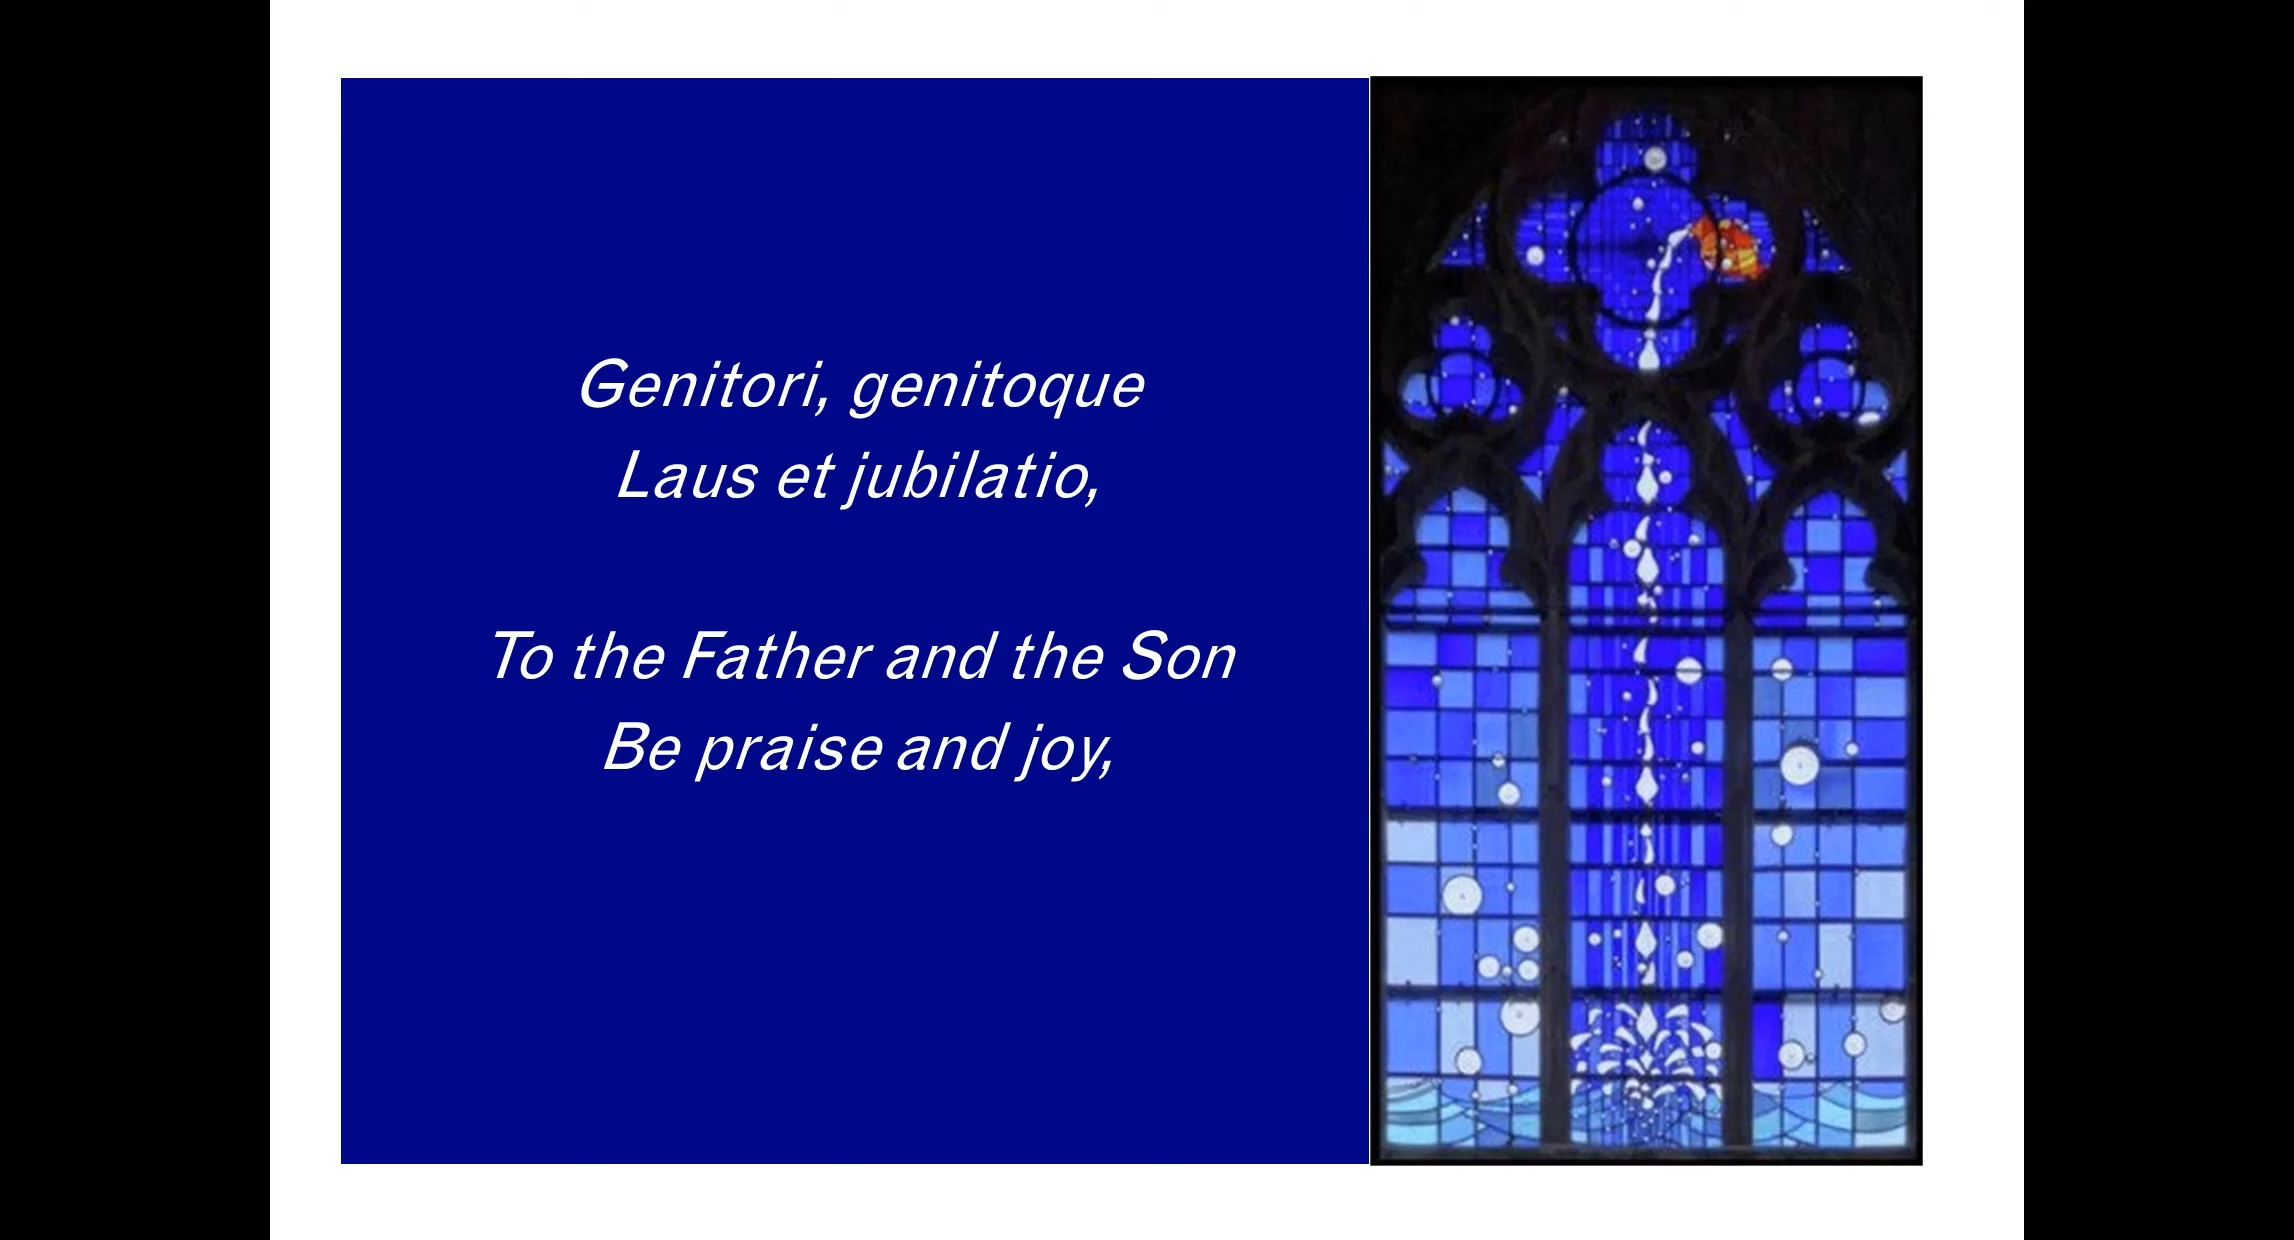 Genitori, genitoque
Laus et jubilatio,
To the Father and the Son
Be praise and joy,